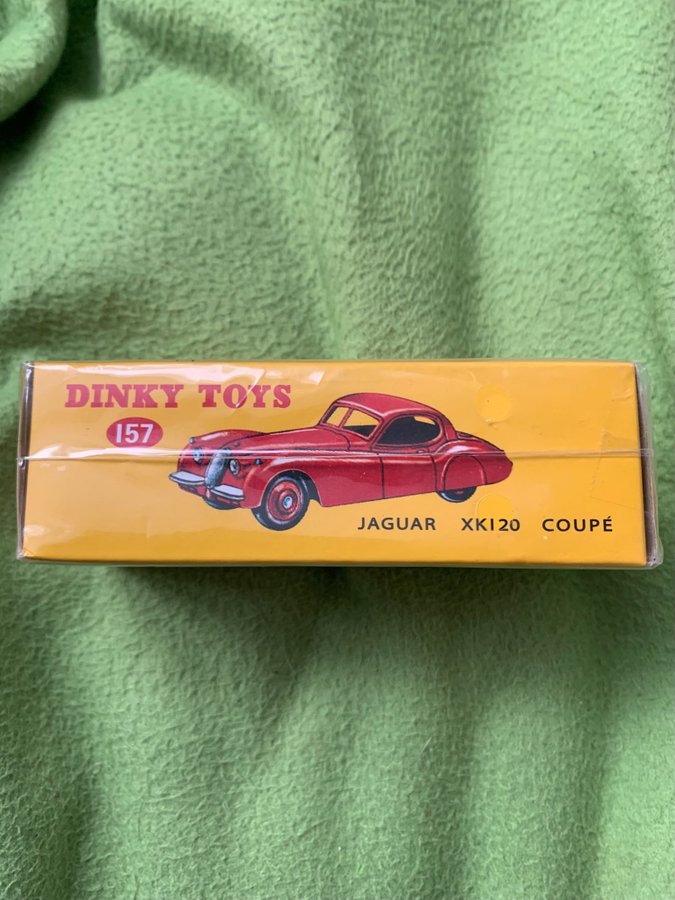 DINKY TOYS
157
JAGUAR XK120 COUPÉ